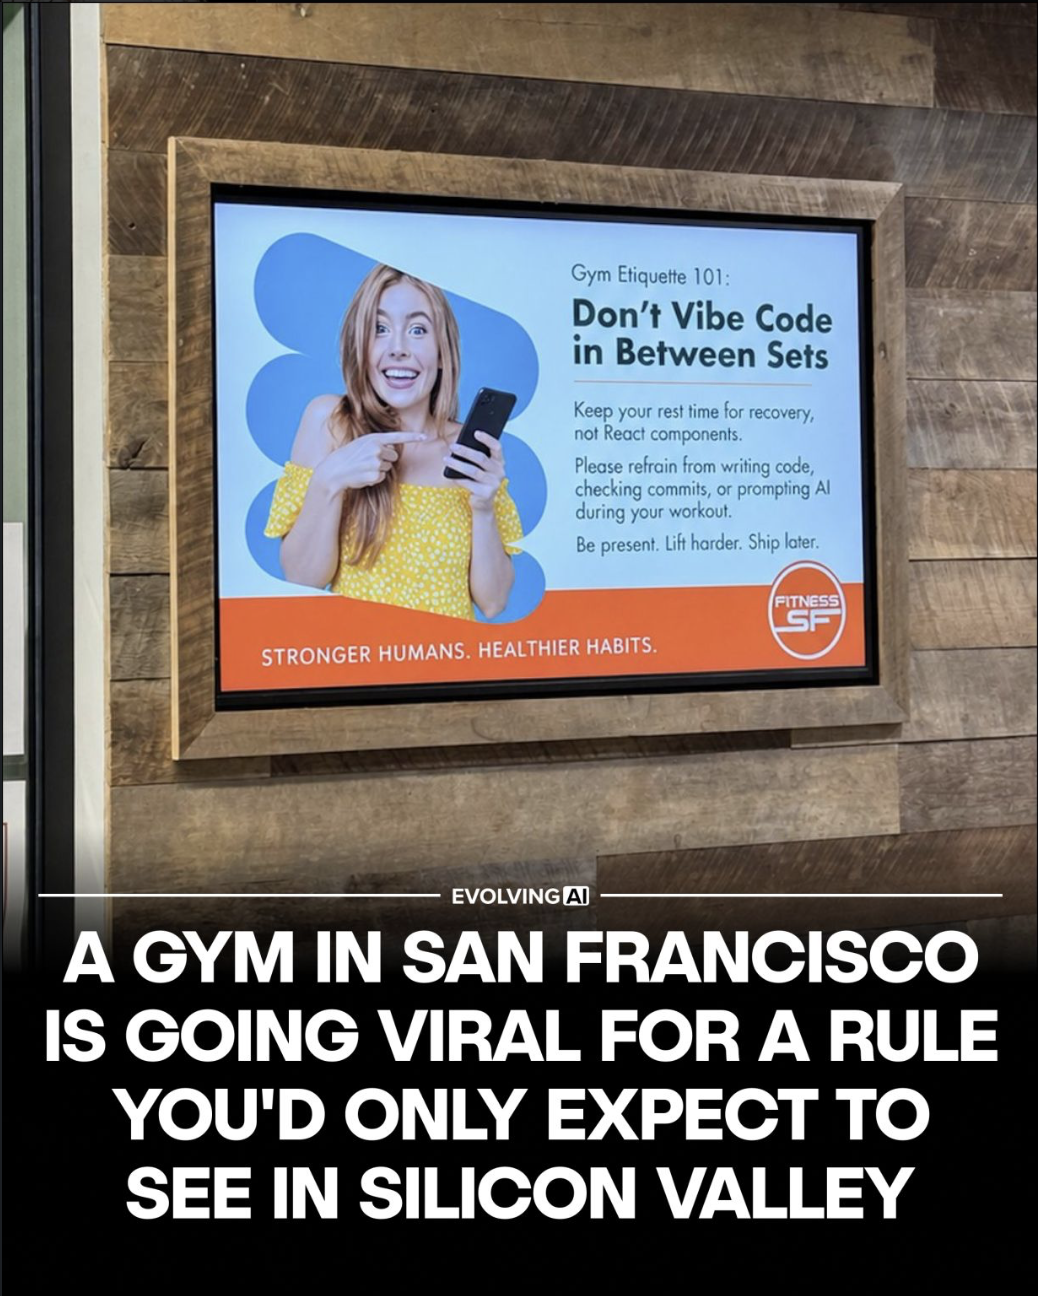 Gym Etiquette 101:
Don't Vibe Code
in Between Sets
Keep your rest time for recovery,
not React components.
Please refrain from writing code,
checking commits, or prompting AI
during your workout.
Be present. Lift harder. Ship later.
FITNESS
SF
STRONGER HUMANS. HEALTHIER HABITS.
EVOLVING AI
A GYM IN SAN FRANCISCO
IS GOING VIRAL FOR A RULE
YOU'D ONLY EXPECT TO
SEE IN SILICON VALLEY